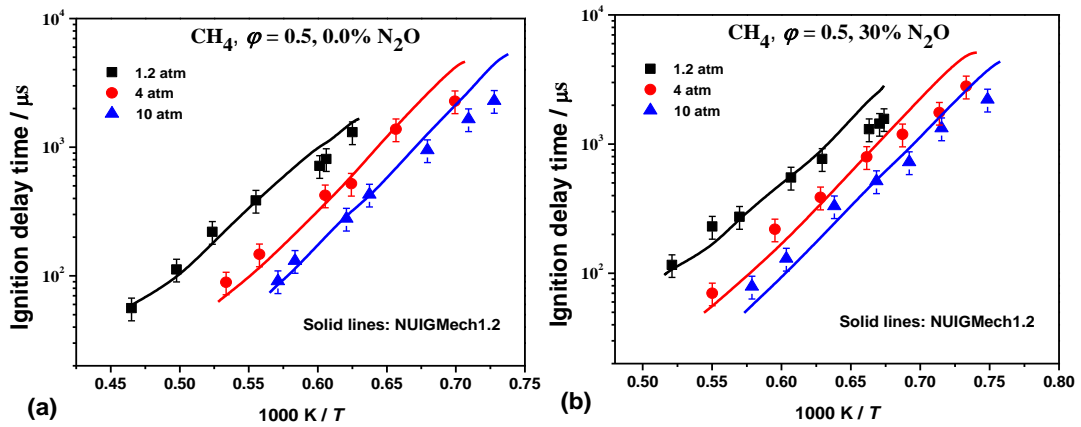 CH4, φ = 0.5, 0.0% N2O
1.2 atm
4 atm
10 atm
Solid lines: NUIGMech1.2
Ignition delay time / μs
10^4
10^3
10^2
0.45 0.50 0.55 0.60 0.65 0.70 0.75
1000 K / T
(a)
CH4, φ = 0.5, 30% N2O
1.2 atm
4 atm
10 atm
Solid lines: NUIGMech1.2
Ignition delay time / μs
10^4
10^3
10^2
0.50 0.55 0.60 0.65 0.70 0.75 0.80
1000 K / T
(b)